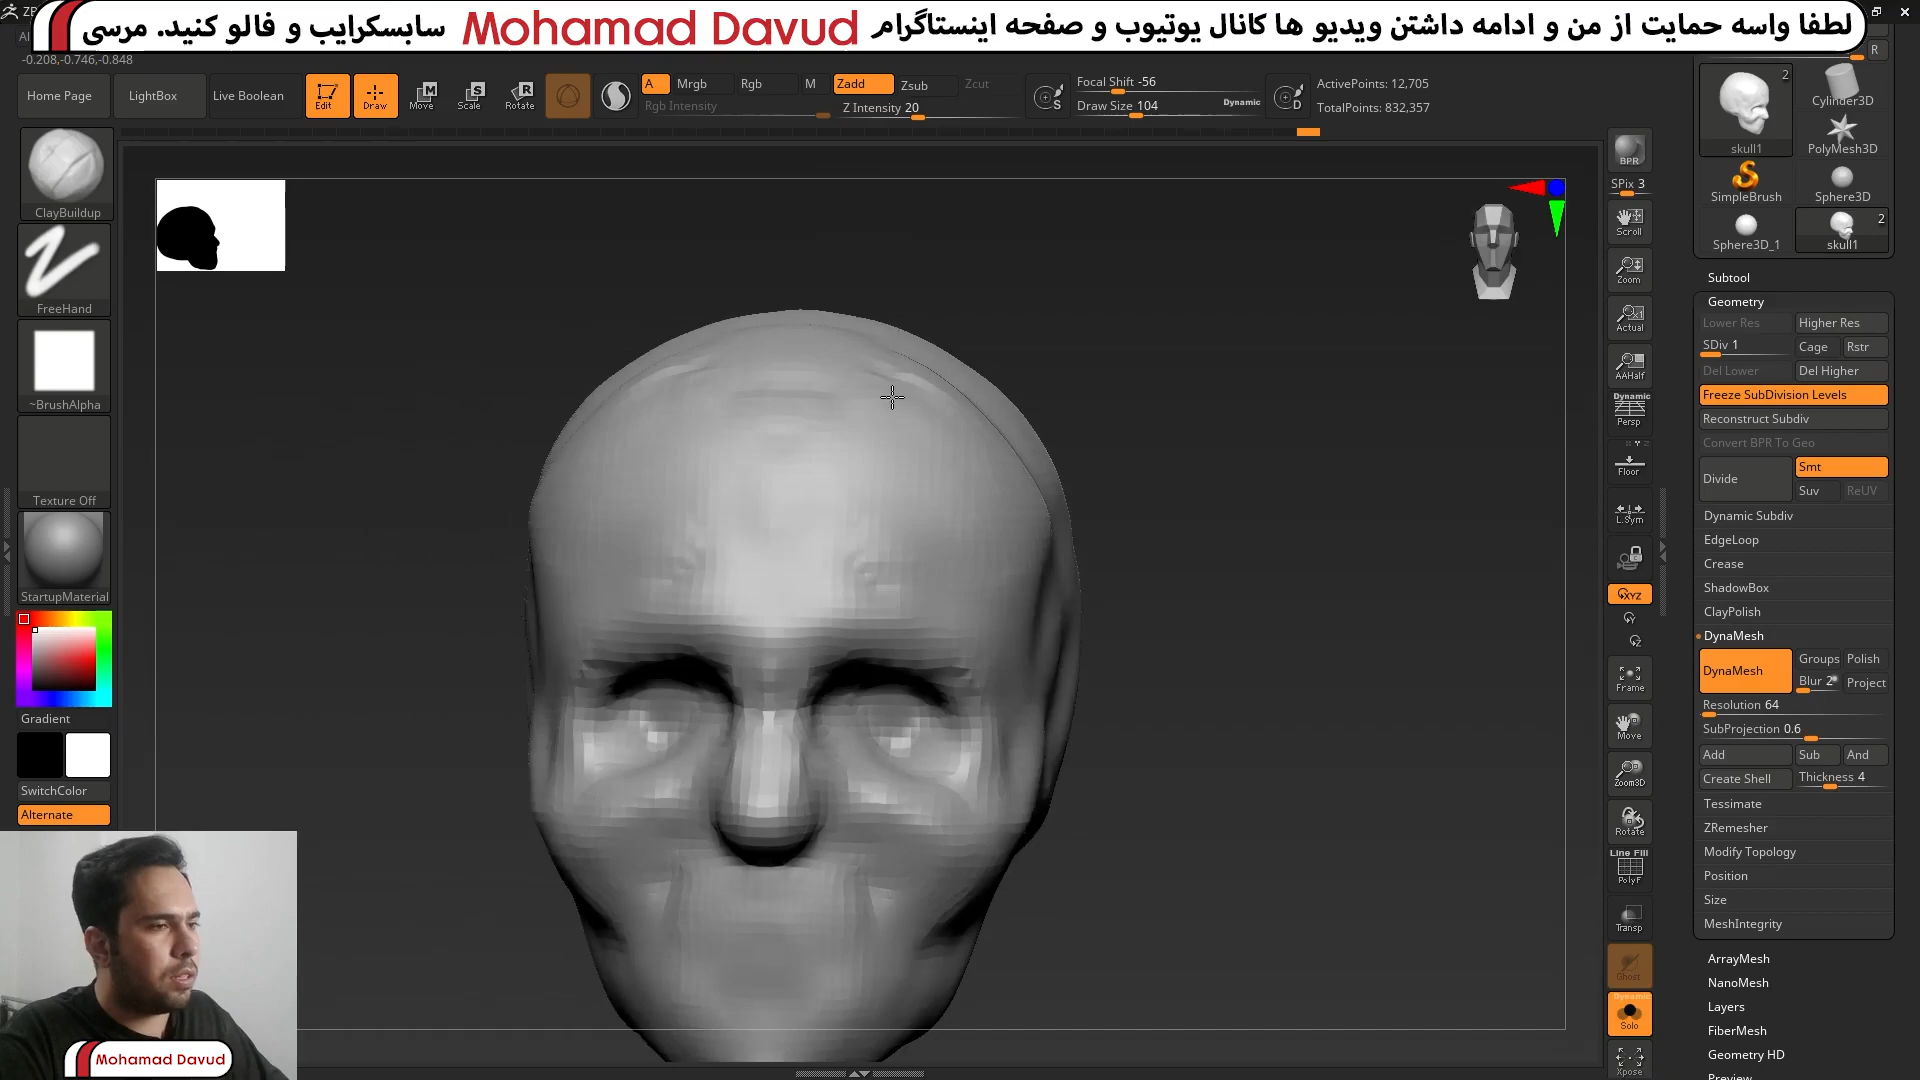 لطفا واسه حمایت از من و ادامه داشتن ویدیو ها کانال یوتیوب و صفحه اینستاگرام Mohamad Davud سابسکرایب و فالو کنید. مرسی
-0.208,-0.746,-0.848
R
Home Page
LightBox
Live Boolean
Edit
Draw
Move
Scale
Rotate
A
Mrgb
Rgb
M
Rgb Intensity
Zadd
Zsub
Zcut
Z Intensity 20
S
Focal Shift -56
Draw Size 104
Dynamic
D
ActivePoints: 12,705
TotalPoints: 832,357
ClayBuildup
FreeHand
~BrushAlpha
Texture Off
StartupMaterial
Gradient
SwitchColor
Alternate
Mohamad Davud
BPR
SPix 3
Scroll
Zoom
Actual
AAHalf
Dynamic
Persp
Floor
L.Sym
XYZ
Frame
Move
Zoom3D
Rotate
Line Fill
PolyF
Transp
Ghost
Dynamic
Solo
Xpose
2
skull1
Cylinder3D
PolyMesh3D
SimpleBrush
Sphere3D
Sphere3D_1
2
skull1
Subtool
Geometry
Lower Res
Higher Res
SDiv 1
Cage
Rstr
Del Lower
Del Higher
Freeze SubDivision Levels
Reconstruct Subdiv
Convert BPR To Geo
Divide
Smt
Suv
ReUV
Dynamic Subdiv
EdgeLoop
Crease
ShadowBox
ClayPolish
DynaMesh
DynaMesh
Groups
Polish
Blur 2
Project
Resolution 64
SubProjection 0.6
Add
Sub
And
Create Shell
Thickness 4
Tessimate
ZRemesher
Modify Topology
Position
Size
MeshIntegrity
ArrayMesh
NanoMesh
Layers
FiberMesh
Geometry HD
Preview